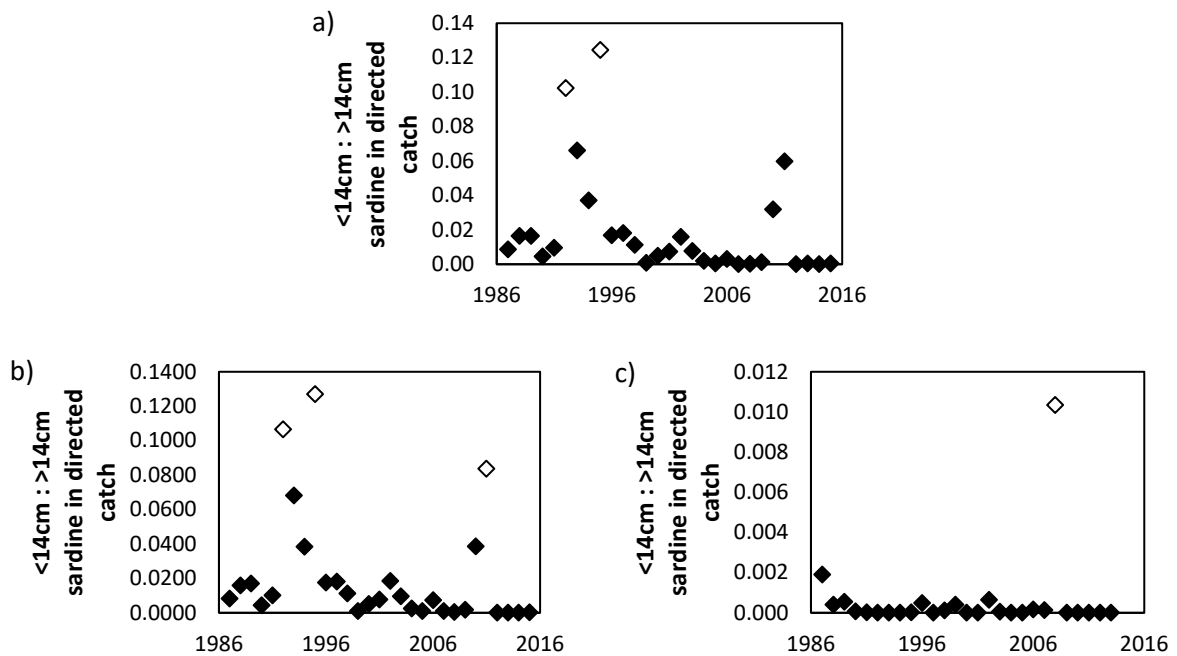 a)
<14cm : >14cm
sardine in directed
catch
0.14
0.12
0.10
0.08
0.06
0.04
0.02
0.00
1986 1996 2006 2016
b)
<14cm : >14cm
sardine in directed
catch
0.1400
0.1200
0.1000
0.0800
0.0600
0.0400
0.0200
0.0000
1986 1996 2006 2016
c)
<14cm : >14cm
sardine in directed
catch
0.012
0.010
0.008
0.006
0.004
0.002
0.000
1986 1996 2006 2016